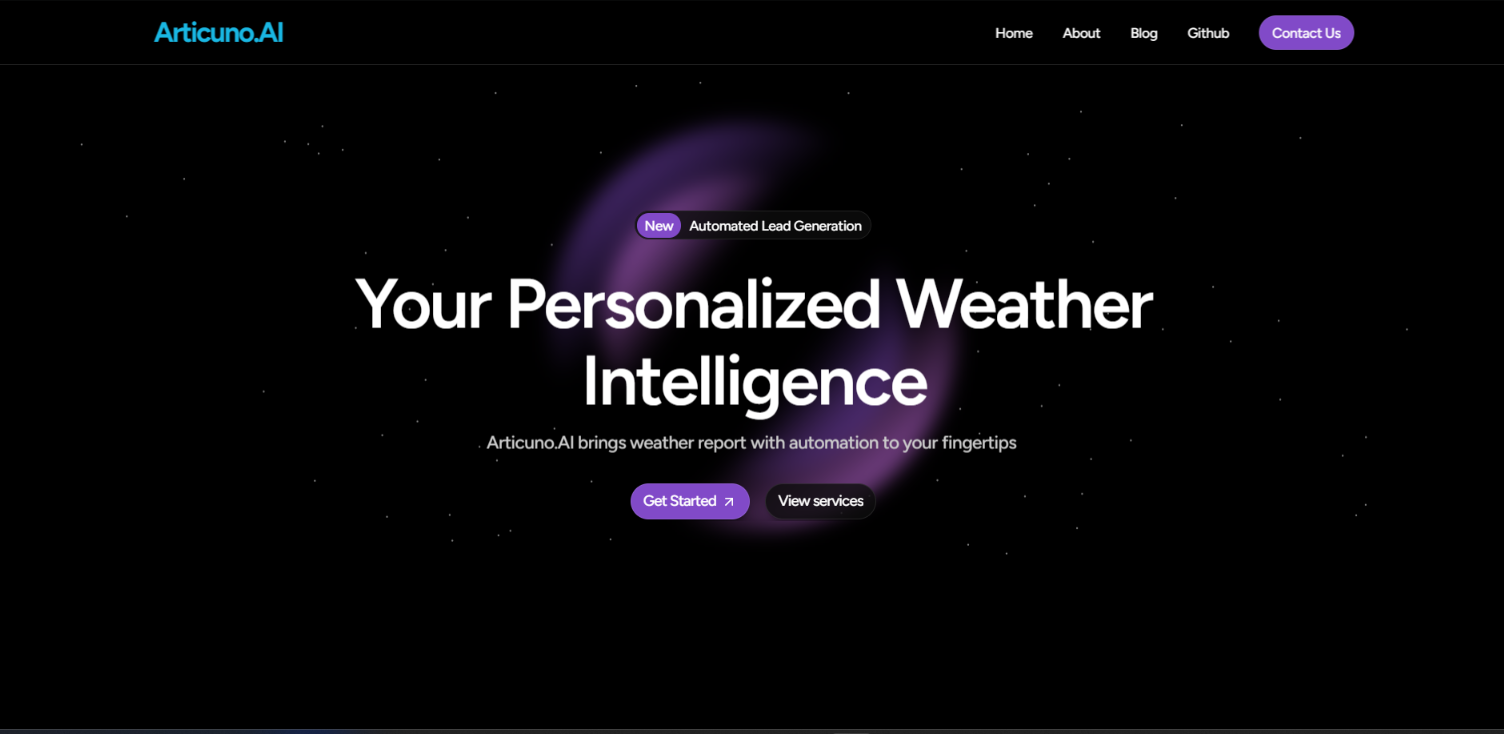 Articuno.AI
Home About Blog Github Contact Us
New Automated Lead Generation
Your Personalized Weather
Intelligence
Articuno.AI brings weather report with automation to your fingertips
Get Started View services